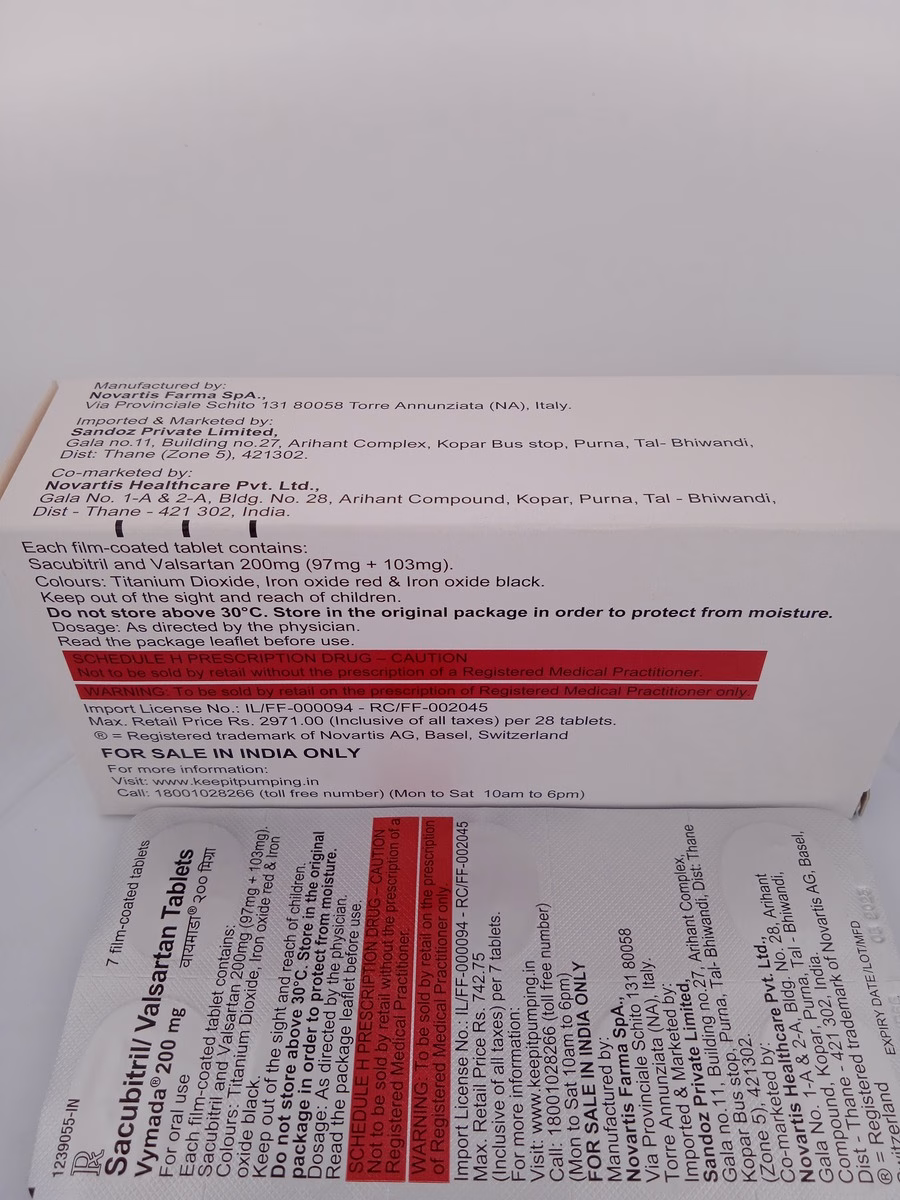 Manufactured by:
Novartis Farma SpA.,
Via Provinciale Schito 131 80058 Torre Annunziata (NA), Italy.
Imported & Marketed by:
Sandoz Private Limited,
Gala no.11, Building no.27, Arihant Complex, Kopar Bus stop, Purna, Tal- Bhiwandi,
Dist: Thane (Zone 5), 421302.
Co-marketed by:
Novartis Healthcare Pvt. Ltd.,
Gala No. 1-A & 2-A, Bldg. No. 28, Arihant Compound, Kopar, Purna, Tal - Bhiwandi,
Dist - Thane - 421 302, India.
Each film-coated tablet contains:
Sacubitril and Valsartan 200mg (97mg + 103mg).
Colours: Titanium Dioxide, Iron oxide red & Iron oxide black.
Keep out of the sight and reach of children.
Do not store above 30°C. Store in the original package in order to protect from moisture.
Dosage: As directed by the physician.
Read the package leaflet before use.
SCHEDULE H PRESCRIPTION DRUG – CAUTION
Not to be sold by retail without the prescription of a Registered Medical Practitioner.
WARNING: To be sold by retail on the prescription of Registered Medical Practitioner only.
Import License No.: IL/FF-000094 - RC/FF-002045
Max. Retail Price Rs. 2971.00 (Inclusive of all taxes) per 28 tablets.
® = Registered trademark of Novartis AG, Basel, Switzerland
FOR SALE IN INDIA ONLY
For more information:
Visit: www.keepitpumping.in
Call: 18001028266 (toll free number) (Mon to Sat 10am to 6pm)
1239055-IN
7 film-coated tablets
Rx
Sacubitril/ Valsartan Tablets
Vymada® 200 mg वायमाडा® २०० मिग्रा
For oral use
Each film-coated tablet contains:
Sacubitril and Valsartan 200mg (97mg + 103mg).
Colours: Titanium Dioxide, Iron oxide red & Iron
oxide black.
Keep out of the sight and reach of children.
Do not store above 30°C. Store in the original
package in order to protect from moisture.
Dosage: As directed by the physician.
Read the package leaflet before use.
SCHEDULE H PRESCRIPTION DRUG – CAUTION
Not to be sold by retail without the prescription of a
Registered Medical Practitioner.
WARNING: To be sold by retail on the prescription
of Registered Medical Practitioner only.
Import License No.: IL/FF-000094 - RC/FF-002045
Max. Retail Price Rs. 742.75
(Inclusive of all taxes) per 7 tablets.
For more information:
Visit: www.keepitpumping.in
Call: 18001028266 (toll free number)
(Mon to Sat 10am to 6pm)
FOR SALE IN INDIA ONLY
Manufactured by:
Novartis Farma SpA.,
Via Provinciale Schito 131 80058
Torre Annunziata (NA), Italy.
Imported & Marketed by:
Sandoz Private Limited,
Gala no.11, Building no.27, Arihant Complex,
Kopar Bus stop, Purna, Tal- Bhiwandi, Dist: Thane
(Zone 5), 421302.
Co-marketed by:
Novartis Healthcare Pvt. Ltd.,
Gala No. 1-A & 2-A, Bldg. No. 28, Arihant
Compound, Kopar, Purna, Tal - Bhiwandi,
Dist - Thane - 421 302, India.
® = Registered trademark of Novartis AG, Basel,
Switzerland
EXPIRY DATE/LOT/MFD